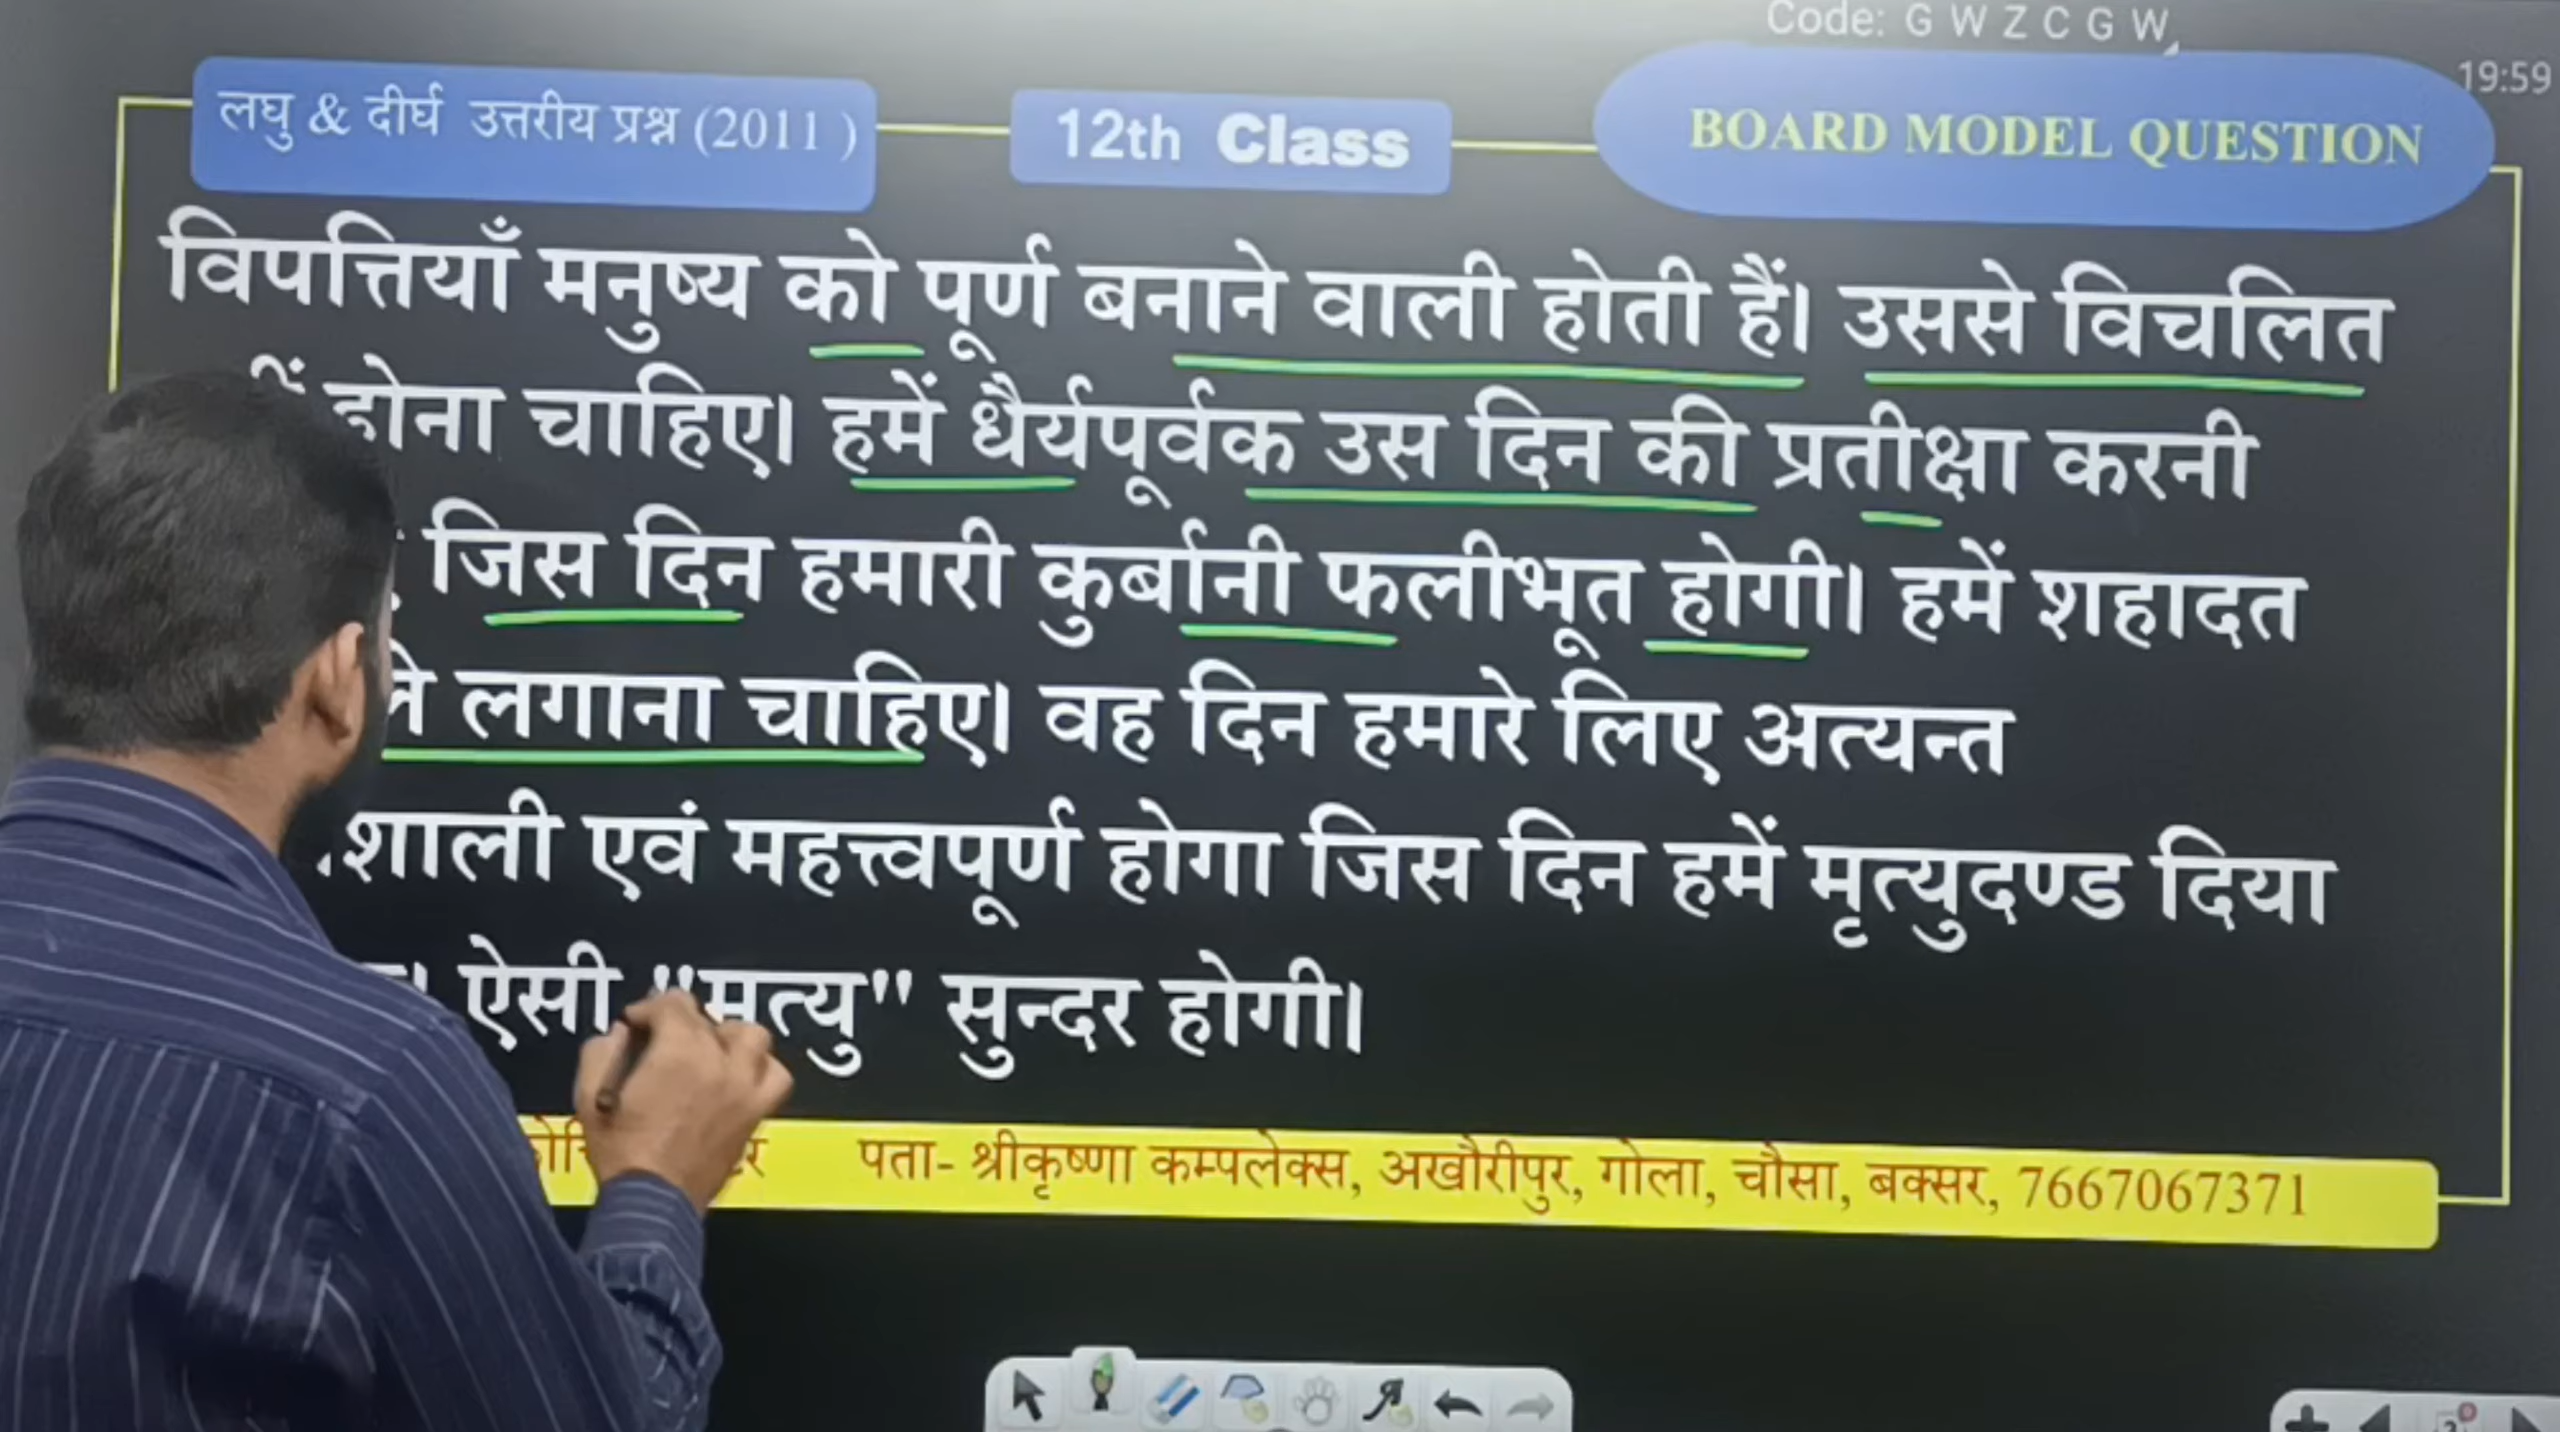 Code: G W Z C G W
19:59
लघु & दीर्घ उत्तरीय प्रश्न (2011 )
12th Class
BOARD MODEL QUESTION
विपत्तियाँ मनुष्य को पूर्ण बनाने वाली होती हैं। उससे विचलित
होना चाहिए। हमें धैर्यपूर्वक उस दिन की प्रतीक्षा करनी
जिस दिन हमारी कुर्बानी फलीभूत होगी। हमें शहादत
लगाना चाहिए। वह दिन हमारे लिए अत्यन्त
शाली एवं महत्त्वपूर्ण होगा जिस दिन हमें मृत्युदण्ड दिया
ऐसी "मृत्यु" सुन्दर होगी।
पता- श्रीकृष्णा कम्पलेक्स, अखौरीपुर, गोला, चौसा, बक्सर, 7667067371